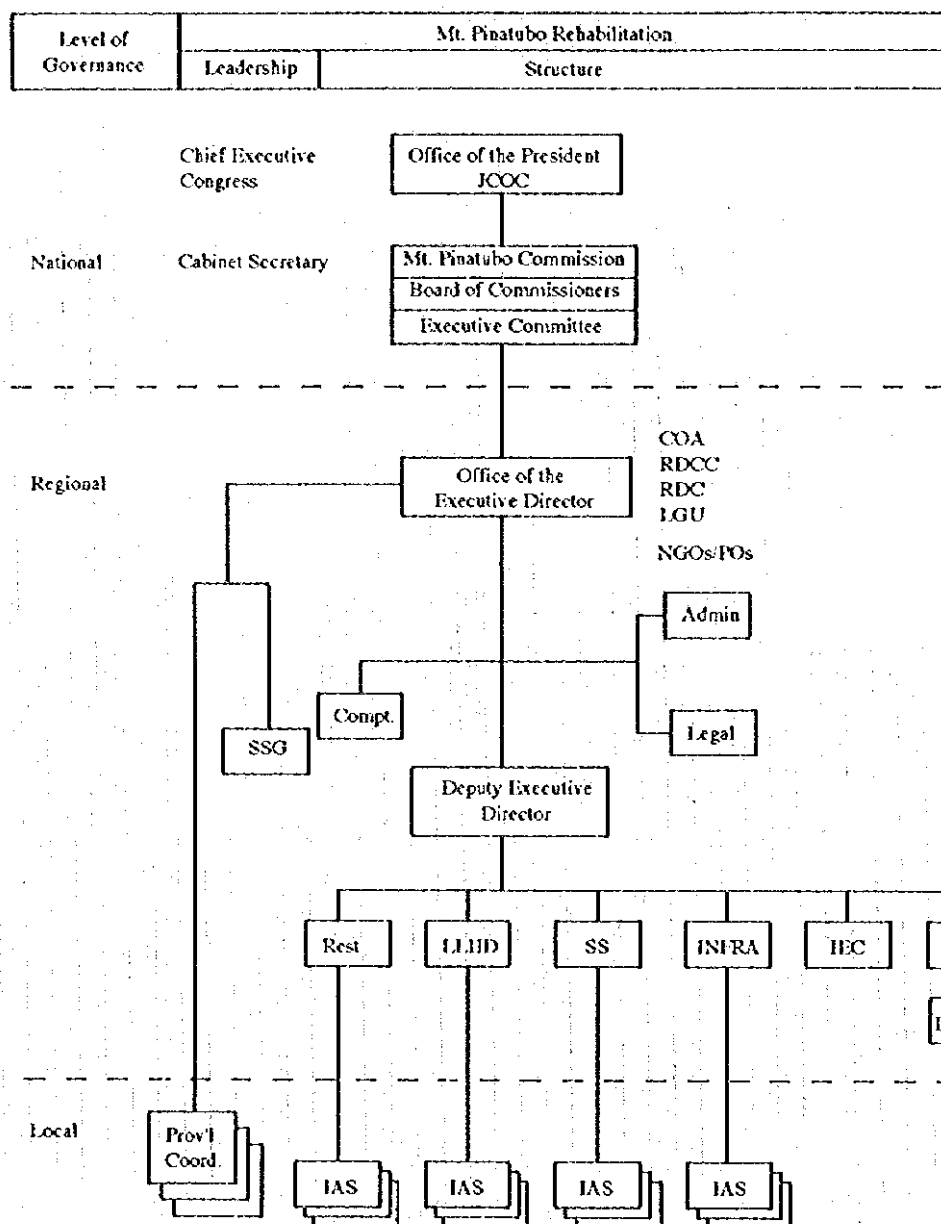 Level of
Governance
Mt. Pinatubo Rehabilitation
Leadership
Structure
Chief Executive
Congress
Office of the President
JCOC
National
Cabinet Secretary
Mt. Pinatubo Commission
Board of Commissioners
Executive Committee
Regional
Office of the
Executive Director
COA
RDCC
RDC
LGU
NGOs/POs
Admin
Compt.
SSG
Legal
Deputy Executive
Director
Rest
LLHD
SS
INFRA
IEC
Local
Prov'l
Coord.
IAS
IAS
IAS
IAS